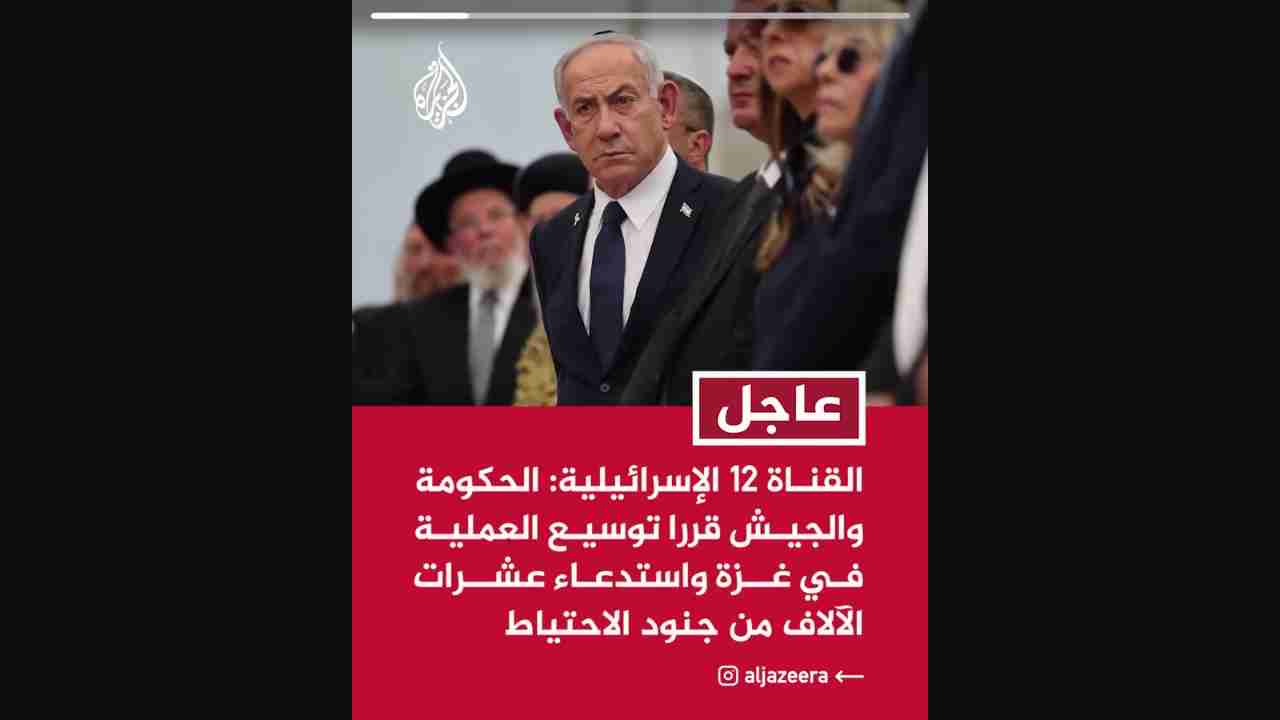 الجزيرة
عاجل
القناة 12 الإسرائيلية: الحكومة
والجيش قررا توسيع العملية
في غزة واستدعاء عشرات
الآلاف من جنود الاحتياط
aljazeera